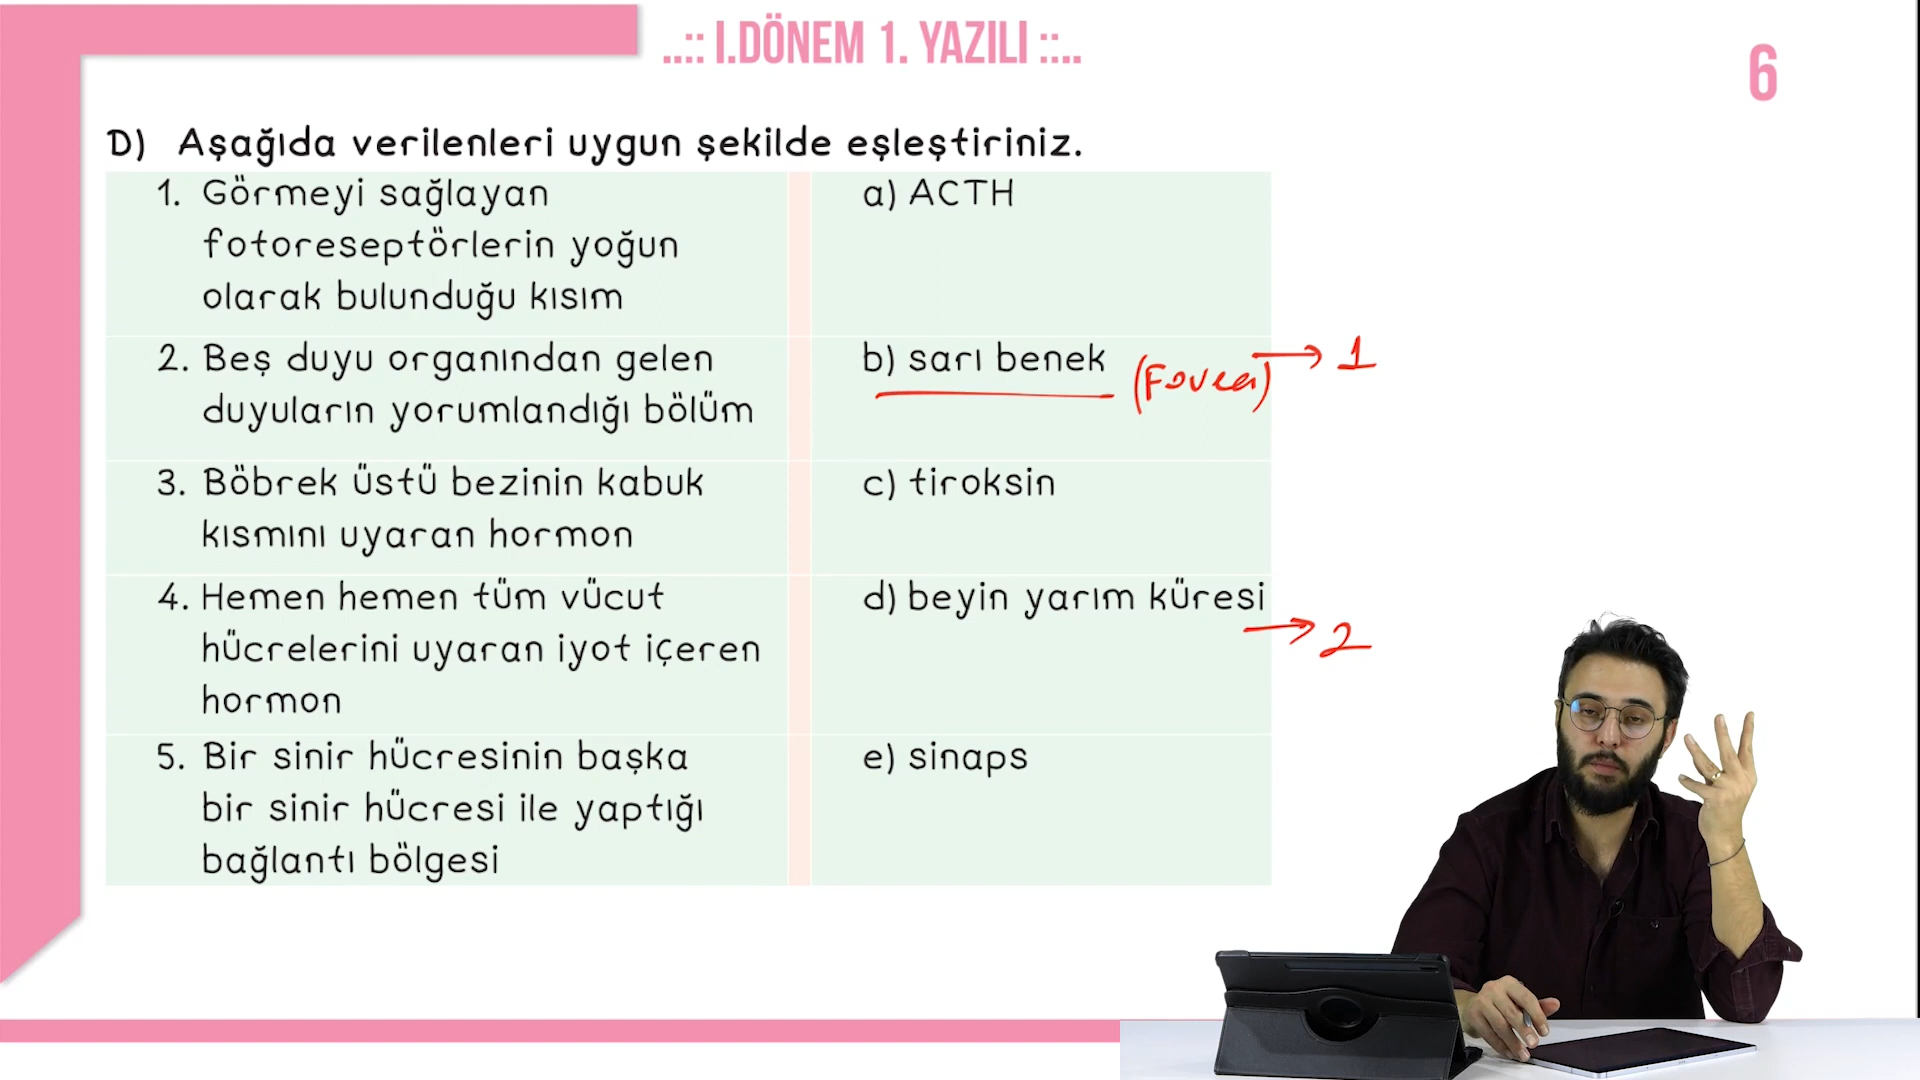 ..:: I.DÖNEM 1. YAZILI ::..
6
D) Aşağıda verilenleri uygun şekilde eşleştiriniz.
1. Görmeyi sağlayan
fotoreseptörlerin yoğun
olarak bulunduğu kısım
a) ACTH
2. Beş duyu organından gelen
duyuların yorumlandığı bölüm
b) sarı benek (Fovea) → 1
3. Böbrek üstü bezinin kabuk
kısmını uyaran hormon
c) tiroksin
4. Hemen hemen tüm vücut
hücrelerini uyaran iyot içeren
hormon
d) beyin yarım küresi
→ 2
5. Bir sinir hücresinin başka
bir sinir hücresi ile yaptığı
bağlantı bölgesi
e) sinaps